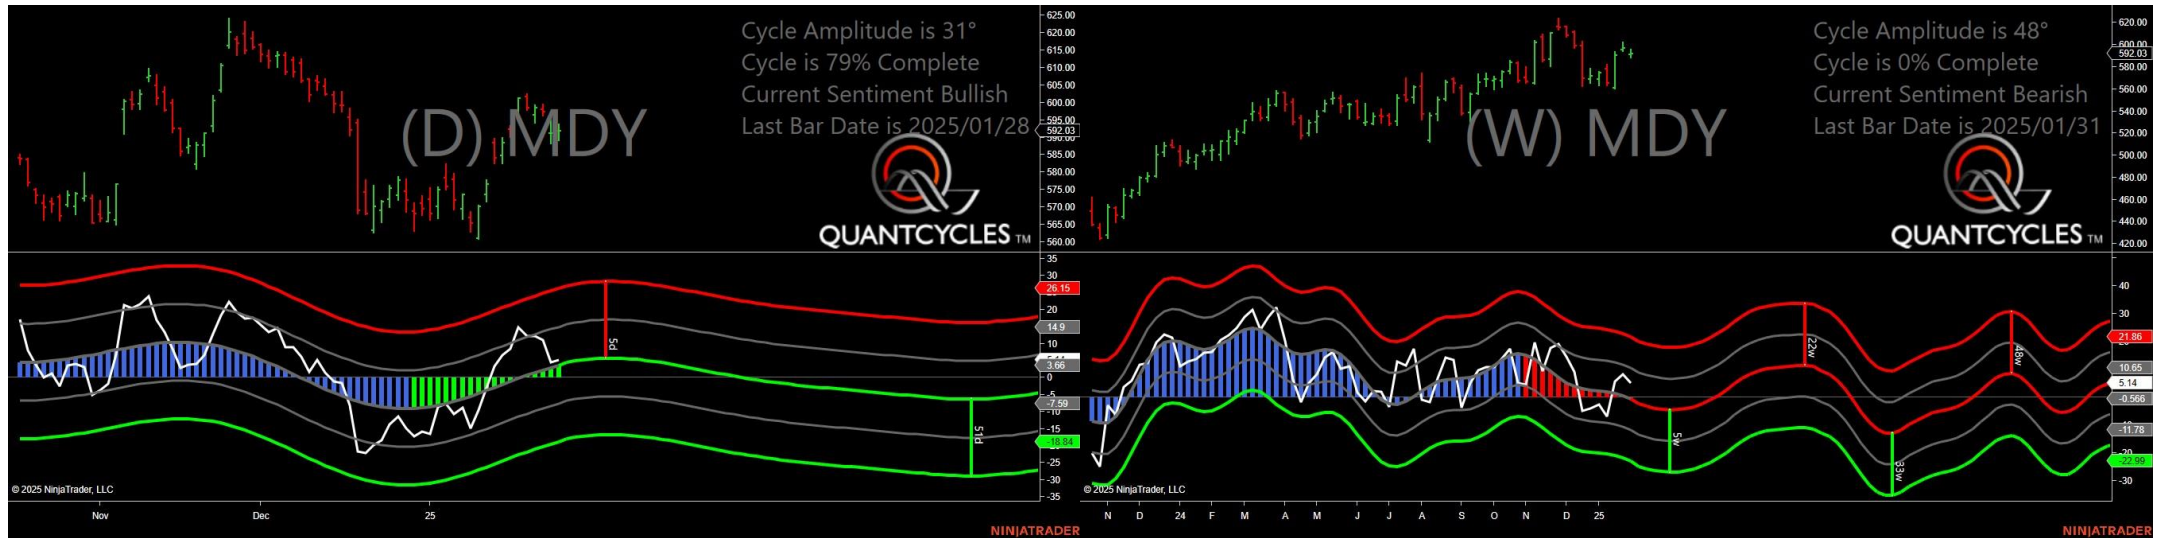 Cycle Amplitude is 31°
Cycle is 79% Complete
Current Sentiment Bullish
Last Bar Date is 2025/01/28
(D) MDY
QUANTCYCLES TM
625.00
620.00
615.00
610.00
605.00
600.00
595.00
592.03
590.00
585.00
580.00
575.00
570.00
565.00
560.00
35
30
26.15
25
20
14.9
10
3.66
0
-5
-7.59
-10
-15
-18.84
-25
-30
-35
5d
51d
© 2025 NinjaTrader, LLC
Nov
Dec
25
NINJATRADER
Cycle Amplitude is 48°
Cycle is 0% Complete
Current Sentiment Bearish
Last Bar Date is 2025/01/31
(W) MDY
QUANTCYCLES TM
620.00
600.00
592.03
580.00
560.00
540.00
520.00
500.00
480.00
460.00
440.00
420.00
40
30
21.86
10.65
5.14
-0.566
-11.78
-20
-22.99
-30
5w
22w
33w
48w
© 2025 NinjaTrader, LLC
N D 24 F M A M J J A S O N D 25
NINJATRADER